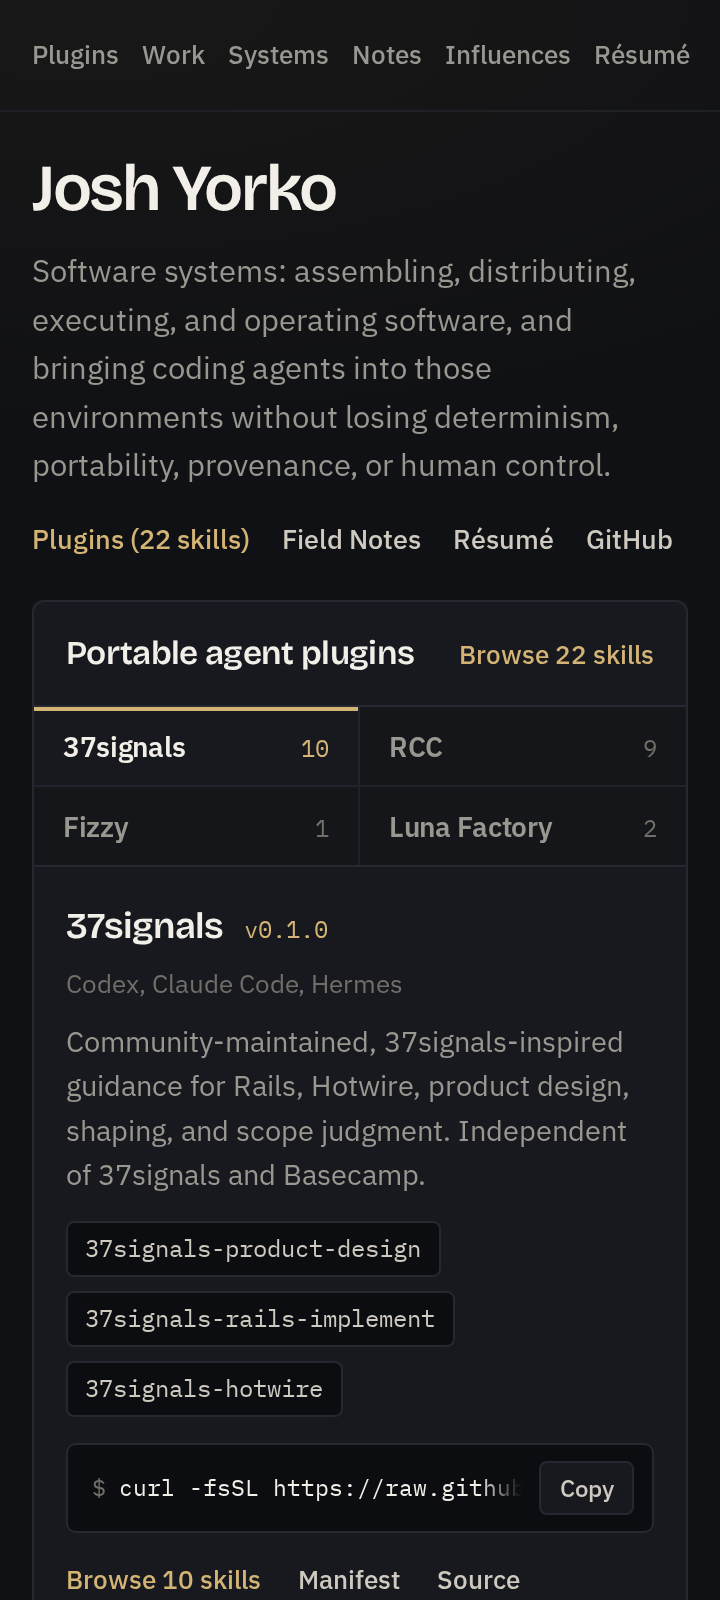 Plugins Work Systems Notes Influences Résumé
Josh Yorko
Software systems: assembling, distributing,
executing, and operating software, and
bringing coding agents into those
environments without losing determinism,
portability, provenance, or human control.
Plugins (22 skills) Field Notes Résumé GitHub
Portable agent plugins Browse 22 skills
37signals 10 RCC 9
Fizzy 1 Luna Factory 2
37signals v0.1.0
Codex, Claude Code, Hermes
Community-maintained, 37signals-inspired
guidance for Rails, Hotwire, product design,
shaping, and scope judgment. Independent
of 37signals and Basecamp.
37signals-product-design
37signals-rails-implement
37signals-hotwire
$ curl -fsSL https://raw.github Copy
Browse 10 skills Manifest Source